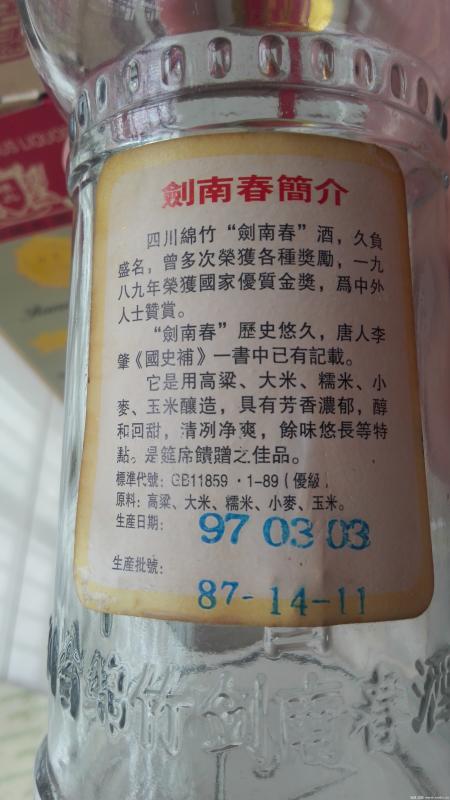 劍南春簡介
四川綿竹“劍南春”酒，久負
盛名，曾多次榮獲各種獎勵，一九
八九年榮獲國家優質金獎，爲中外
人士贊賞。
“劍南春”歷史悠久，唐人李
肇《國史補》一書中已有記載。
它是用高粱、大米、糯米、小
麥、玉米釀造，具有芳香濃郁，醇
和回甜，清冽净爽，餘味悠長等特
點。是筵席饋贈之佳品。
標準代號：GB11859·1-89（優級）
原料：高粱、大米、糯米、小麥、玉米。
生産日期：
97 03 03
生産批號：
87-14-11
綿竹劍南春酒